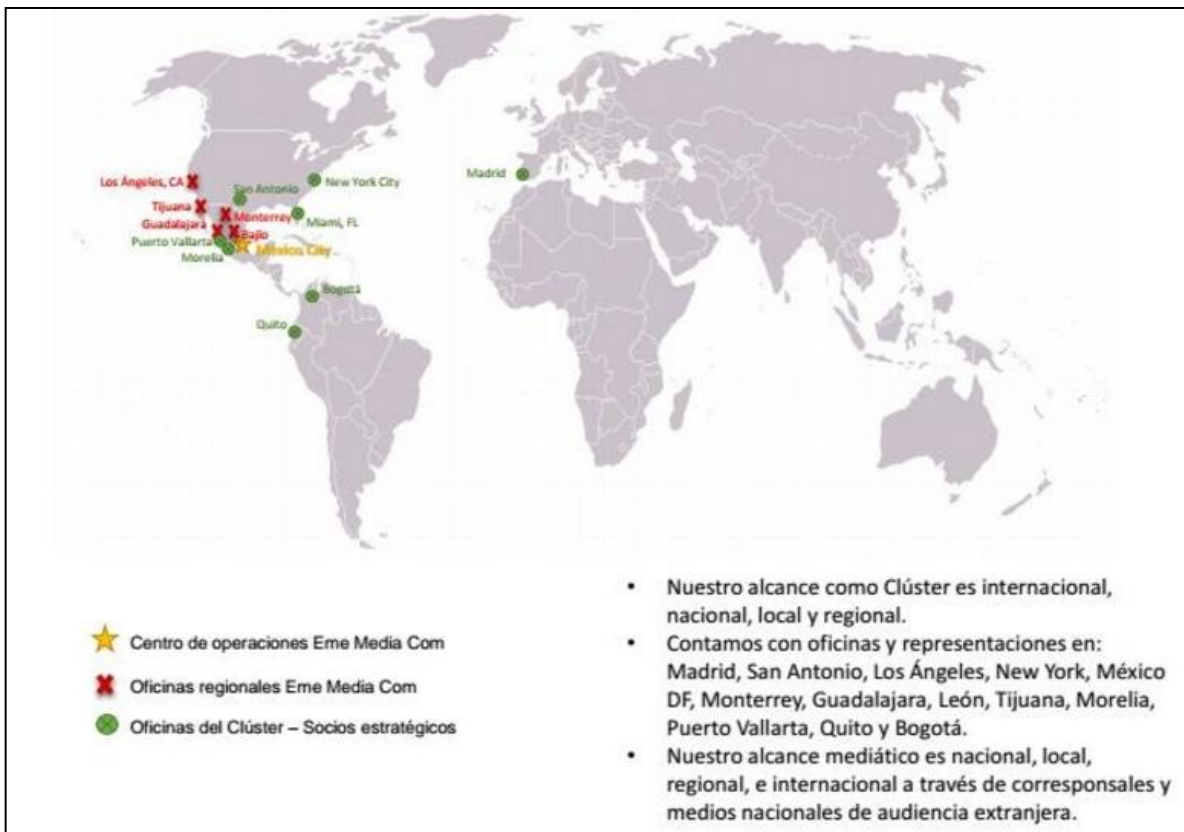 Los Ángeles, CA
Tijuana
Guadalajara
Puerto Vallarta
Morelia
San Antonio
New York City
Monterrey
Miami, FL
Bajío
México City
Bogotá
Quito
Madrid
Centro de operaciones Eme Media Com
Oficinas regionales Eme Media Com
Oficinas del Clúster – Socios estratégicos
• Nuestro alcance como Clúster es internacional,
nacional, local y regional.
• Contamos con oficinas y representaciones en:
Madrid, San Antonio, Los Ángeles, New York, México
DF, Monterrey, Guadalajara, León, Tijuana, Morelia,
Puerto Vallarta, Quito y Bogotá.
• Nuestro alcance mediático es nacional, local,
regional, e internacional a través de corresponsales y
medios nacionales de audiencia extranjera.